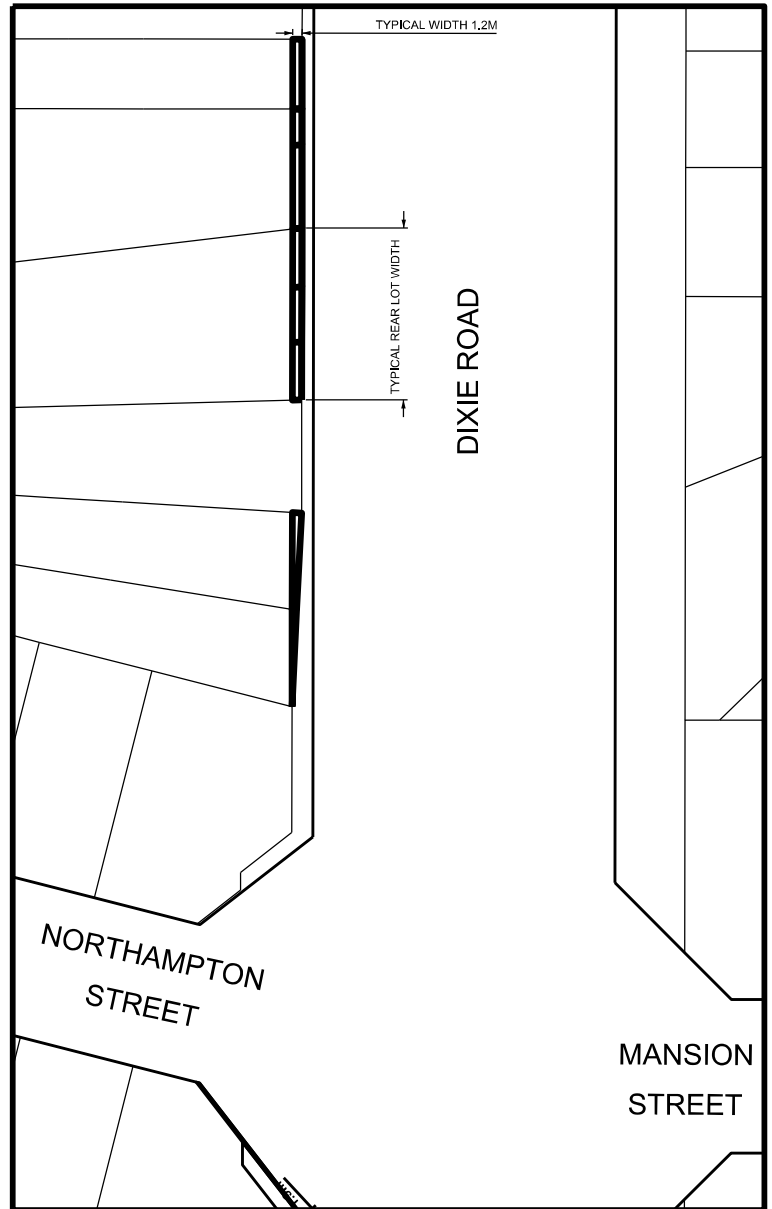 TYPICAL WIDTH 1.2M
TYPICAL REAR LOT WIDTH
DIXIE ROAD
NORTHAMPTON
STREET
MANSION
STREET